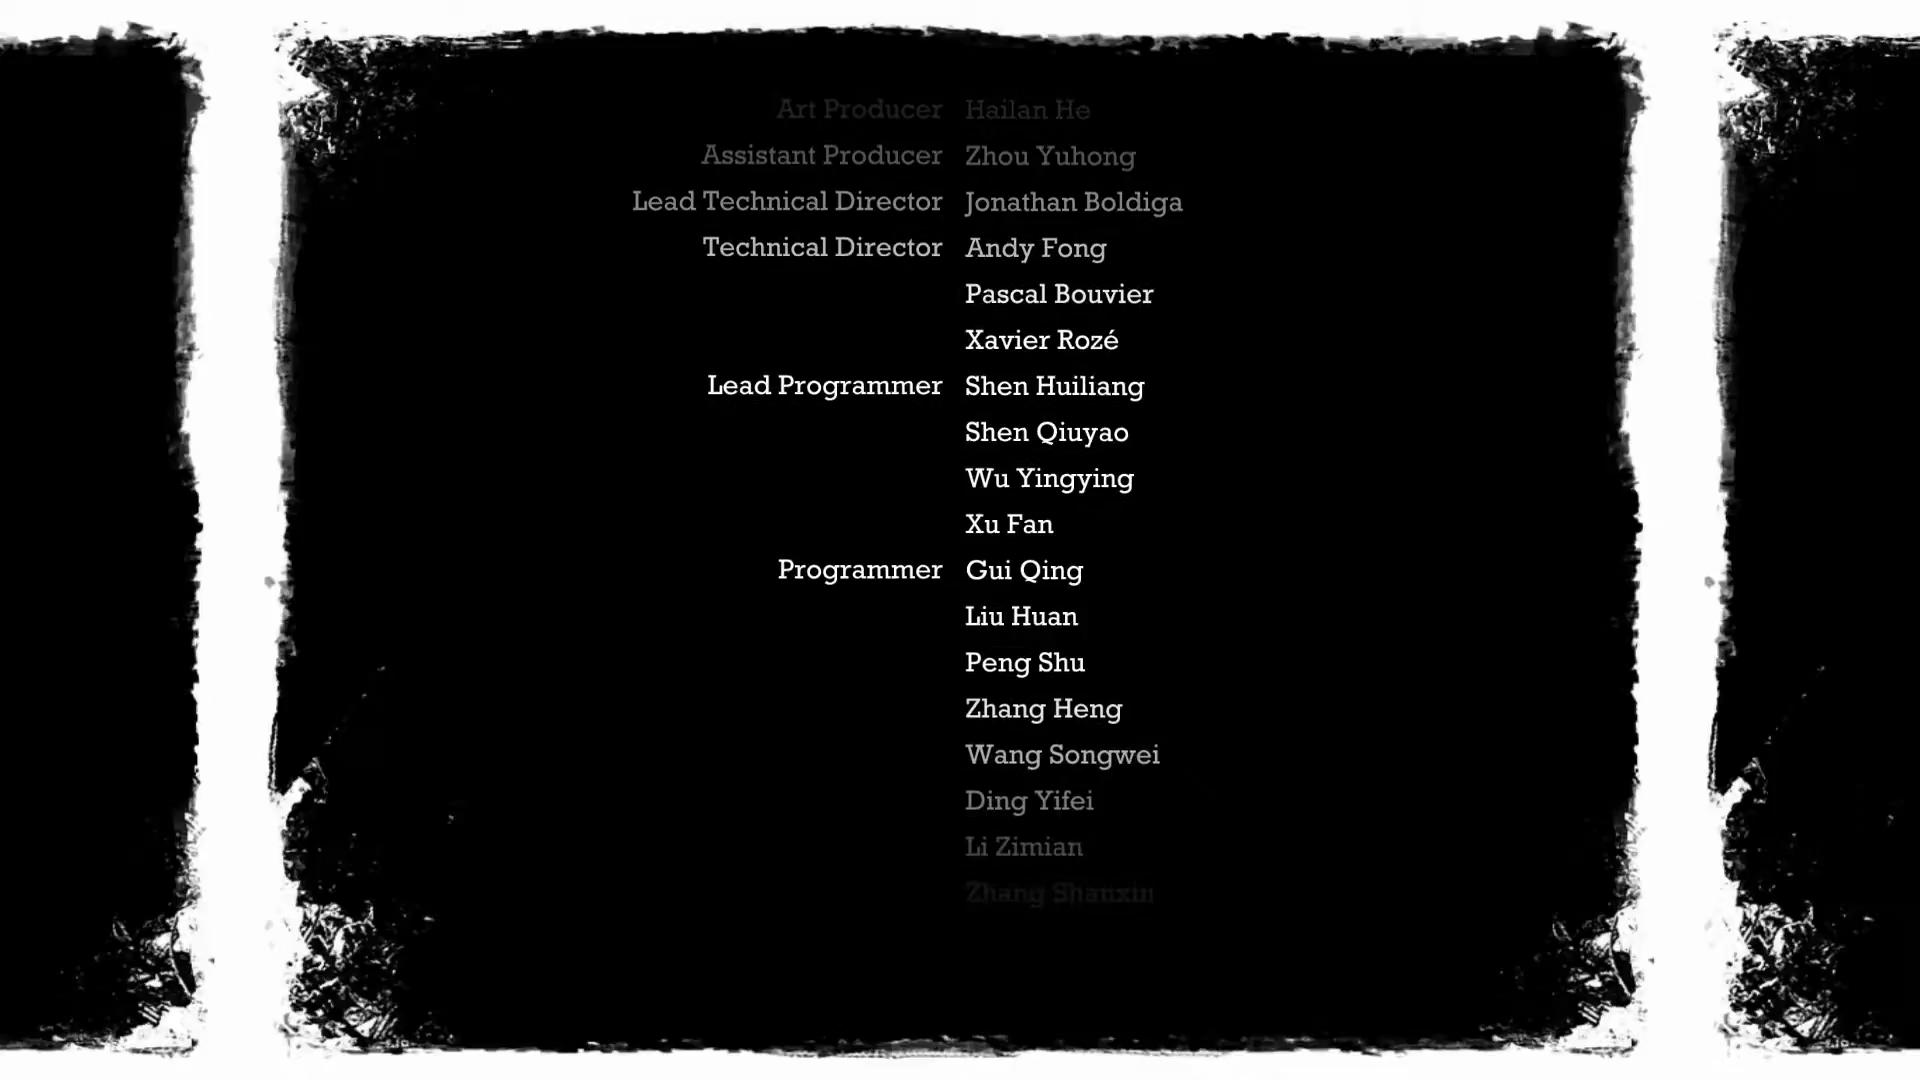 Art Producer Hailan He
Assistant Producer Zhou Yuhong
Lead Technical Director Jonathan Boldiga
Technical Director Andy Fong
Pascal Bouvier
Xavier Rozé
Lead Programmer Shen Huiliang
Shen Qiuyao
Wu Yingying
Xu Fan
Programmer Gui Qing
Liu Huan
Peng Shu
Zhang Heng
Wang Songwei
Ding Yifei
Li Zimian
Zhang Shanxin